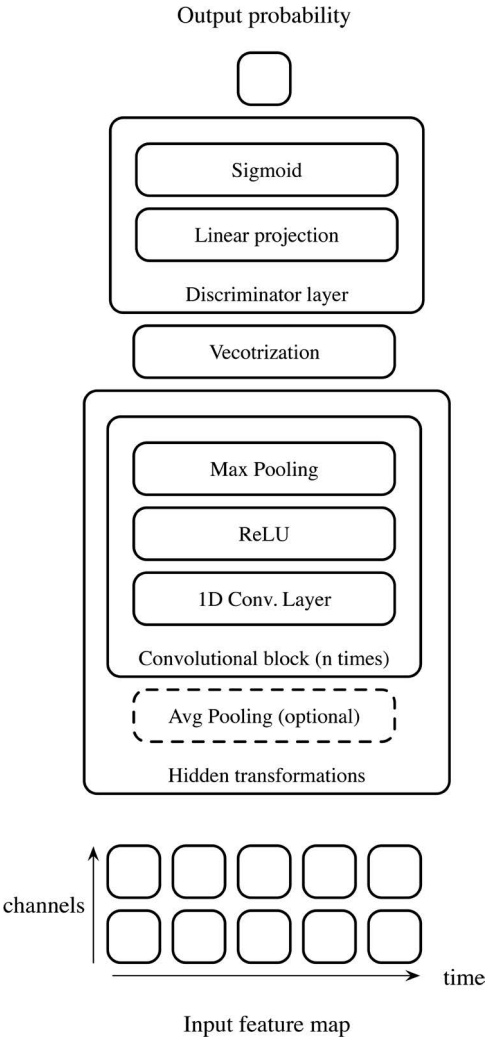 Output probability
Sigmoid
Linear projection
Discriminator layer
Vecotrization
Max Pooling
ReLU
1D Conv. Layer
Convolutional block (n times)
Avg Pooling (optional)
Hidden transformations
channels
time
Input feature map